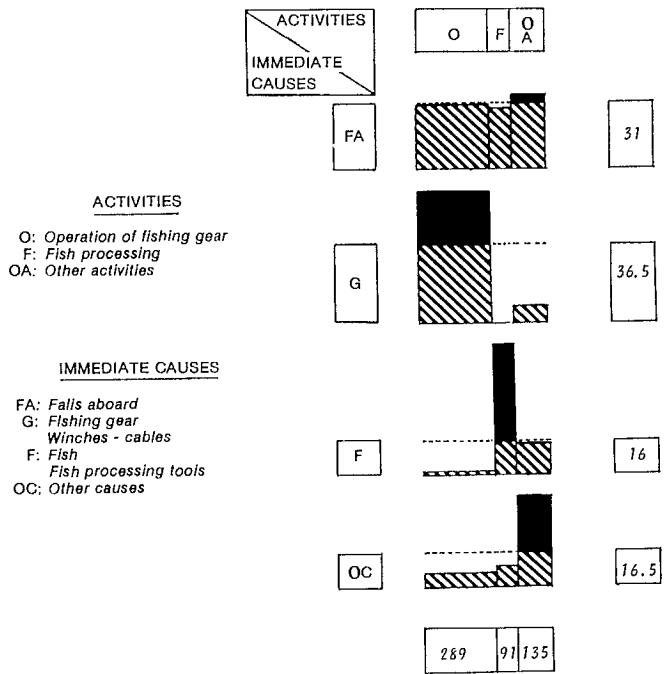 ACTIVITIES
IMMEDIATE
CAUSES
O F O
A
FA 31
ACTIVITIES
O: Operation of fishing gear
F: Fish processing
OA: Other activities
G 36.5
IMMEDIATE CAUSES
FA: Falls aboard
G: Fishing gear
Winches - cables
F: Fish
Fish processing tools
OC: Other causes
F 16
OC 16.5
289 91 135